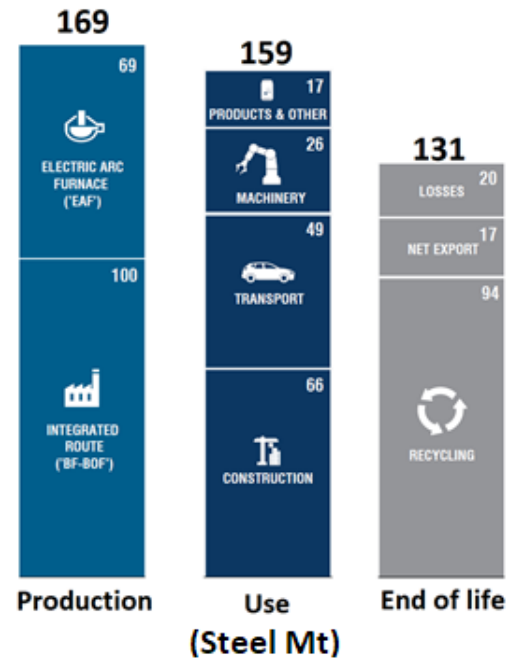 169
69
ELECTRIC ARC
FURNACE
('EAF')
100
INTEGRATED
ROUTE
('BF-BOF')
Production
159
17
PRODUCTS & OTHER
26
MACHINERY
49
TRANSPORT
66
CONSTRUCTION
Use
(Steel Mt)
131
20
LOSSES
17
NET EXPORT
94
RECYCLING
End of life